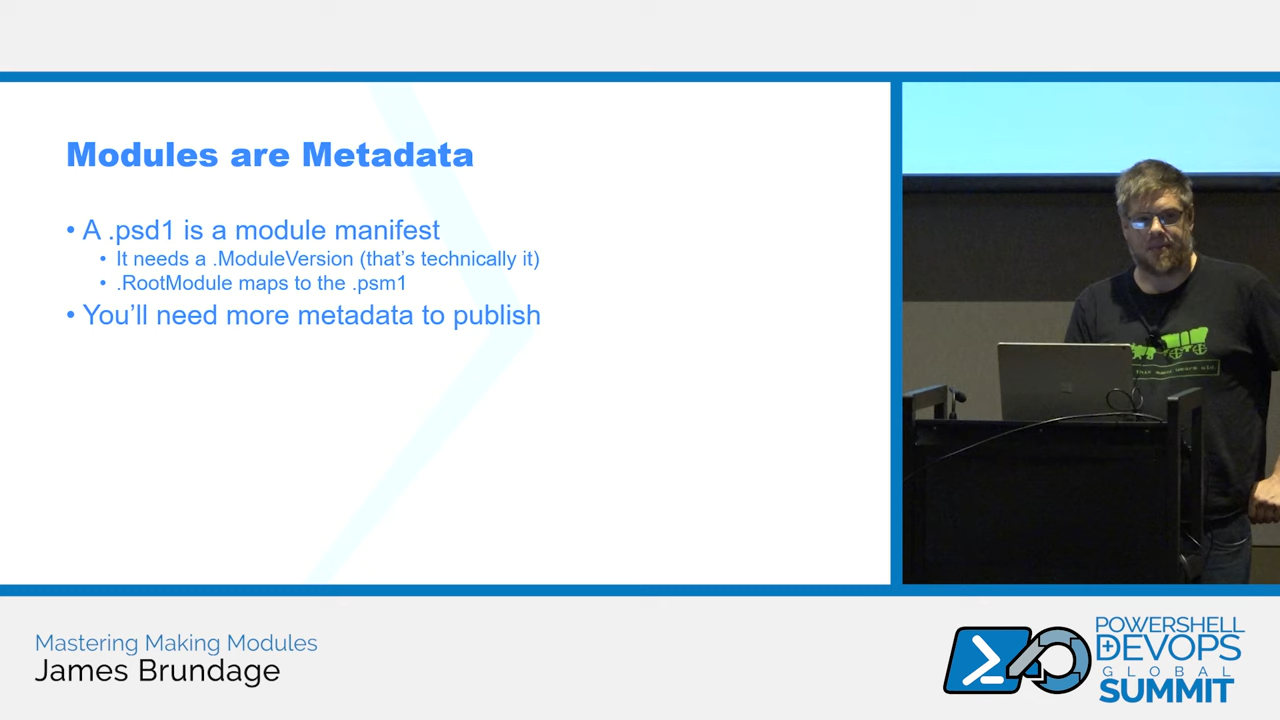 Modules are Metadata
• A .psd1 is a module manifest
• It needs a .ModuleVersion (that’s technically it)
• .RootModule maps to the .psm1
• You’ll need more metadata to publish
Mastering Making Modules
James Brundage
POWERSHELL
DEVOPS
GLOBAL
SUMMIT